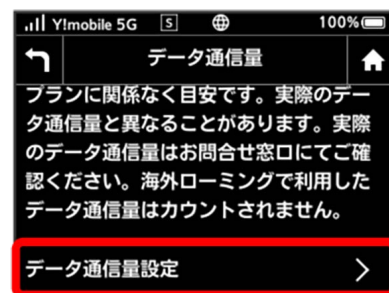 Y!mobile 5G S 100%
データ通信量
プランに関係なく目安です。実際のデー
タ通信量と異なることがあります。実際
のデータ通信量はお問合せ窓口にてご確
認ください。海外ローミングで利用した
データ通信量はカウントされません。
データ通信量設定